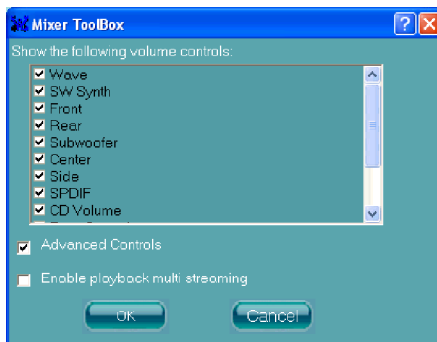 Mixer ToolBox
Show the following volume controls:
Wave
SW Synth
Front
Rear
Subwoofer
Center
Side
SPDIF
CD Volume
Advanced Controls
Enable playback multi streaming
OK
Cancel